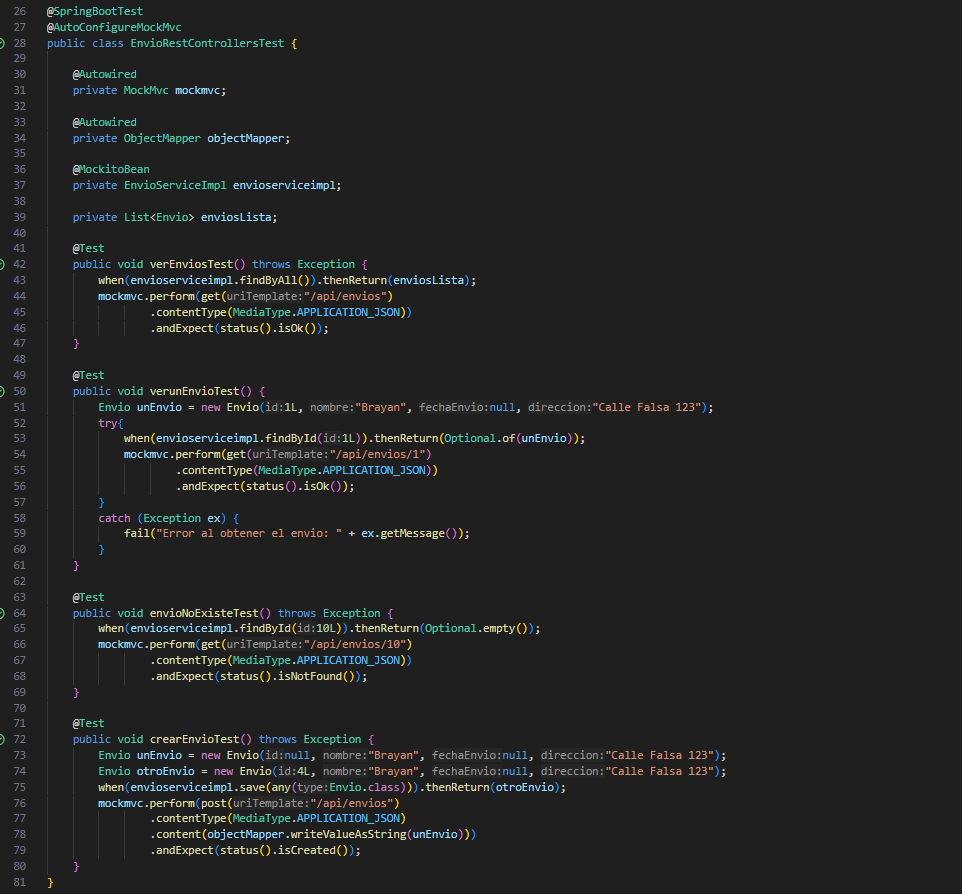 26 @SpringBootTest
27 @AutoConfigureMockMvc
28 public class EnvioRestControllersTest {
29
30     @Autowired
31     private MockMvc mockmvc;
32
33     @Autowired
34     private ObjectMapper objectMapper;
35
36     @MockitoBean
37     private EnvioServiceImpl envioserviceimpl;
38
39     private List<Envio> enviosLista;
40
41     @Test
42     public void verEnviosTest() throws Exception {
43         when(envioserviceimpl.findByAll()).thenReturn(enviosLista);
44         mockmvc.perform(get(uriTemplate:"/api/envios")
45                 .contentType(MediaType.APPLICATION_JSON))
46                 .andExpect(status().isOk());
47     }
48
49     @Test
50     public void verunEnvioTest() {
51         Envio unEnvio = new Envio(id:1L, nombre:"Brayan", fechaEnvio:null, direccion:"Calle Falsa 123");
52         try{
53             when(envioserviceimpl.findById(id:1L)).thenReturn(Optional.of(unEnvio));
54             mockmvc.perform(get(uriTemplate:"/api/envios/1")
55                     .contentType(MediaType.APPLICATION_JSON))
56                     .andExpect(status().isOk());
57         }
58         catch (Exception ex) {
59             fail("Error al obtener el envio: " + ex.getMessage());
60         }
61     }
62
63     @Test
64     public void envioNoExisteTest() throws Exception {
65         when(envioserviceimpl.findById(id:10L)).thenReturn(Optional.empty());
66         mockmvc.perform(get(uriTemplate:"/api/envios/10")
67                 .contentType(MediaType.APPLICATION_JSON))
68                 .andExpect(status().isNotFound());
69     }
70
71     @Test
72     public void crearEnvioTest() throws Exception {
73         Envio unEnvio = new Envio(id:null, nombre:"Brayan", fechaEnvio:null, direccion:"Calle Falsa 123");
74         Envio otroEnvio = new Envio(id:4L, nombre:"Brayan", fechaEnvio:null, direccion:"Calle Falsa 123");
75         when(envioserviceimpl.save(any(type:Envio.class))).thenReturn(otroEnvio);
76         mockmvc.perform(post(uriTemplate:"/api/envios")
77                 .contentType(MediaType.APPLICATION_JSON)
78                 .content(objectMapper.writeValueAsString(unEnvio)))
79                 .andExpect(status().isCreated());
80     }
81 }